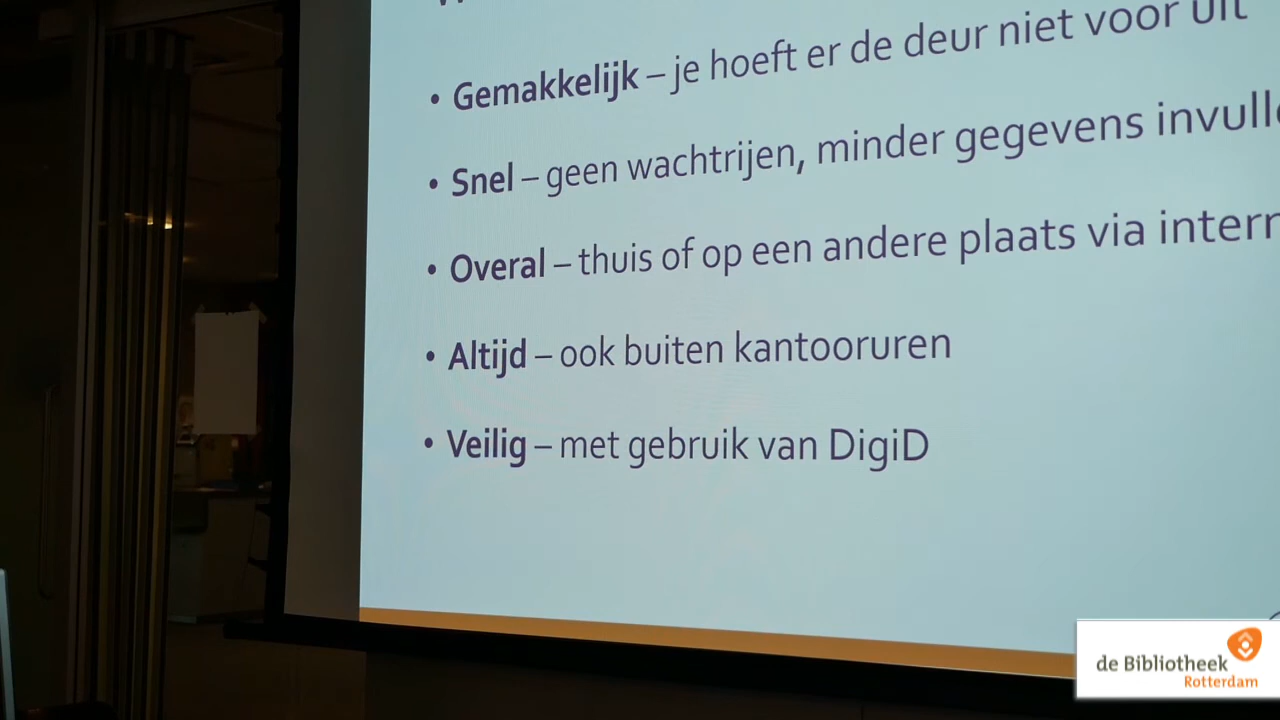 • Gemakkelijk – je hoeft er de deur niet voor uit
• Snel – geen wachtrijen, minder gegevens
• Overal – thuis of op een andere plaats via
• Altijd – ook buiten kantooruren
• Veilig – met gebruik van DigiD
de Bibliotheek
Rotterdam